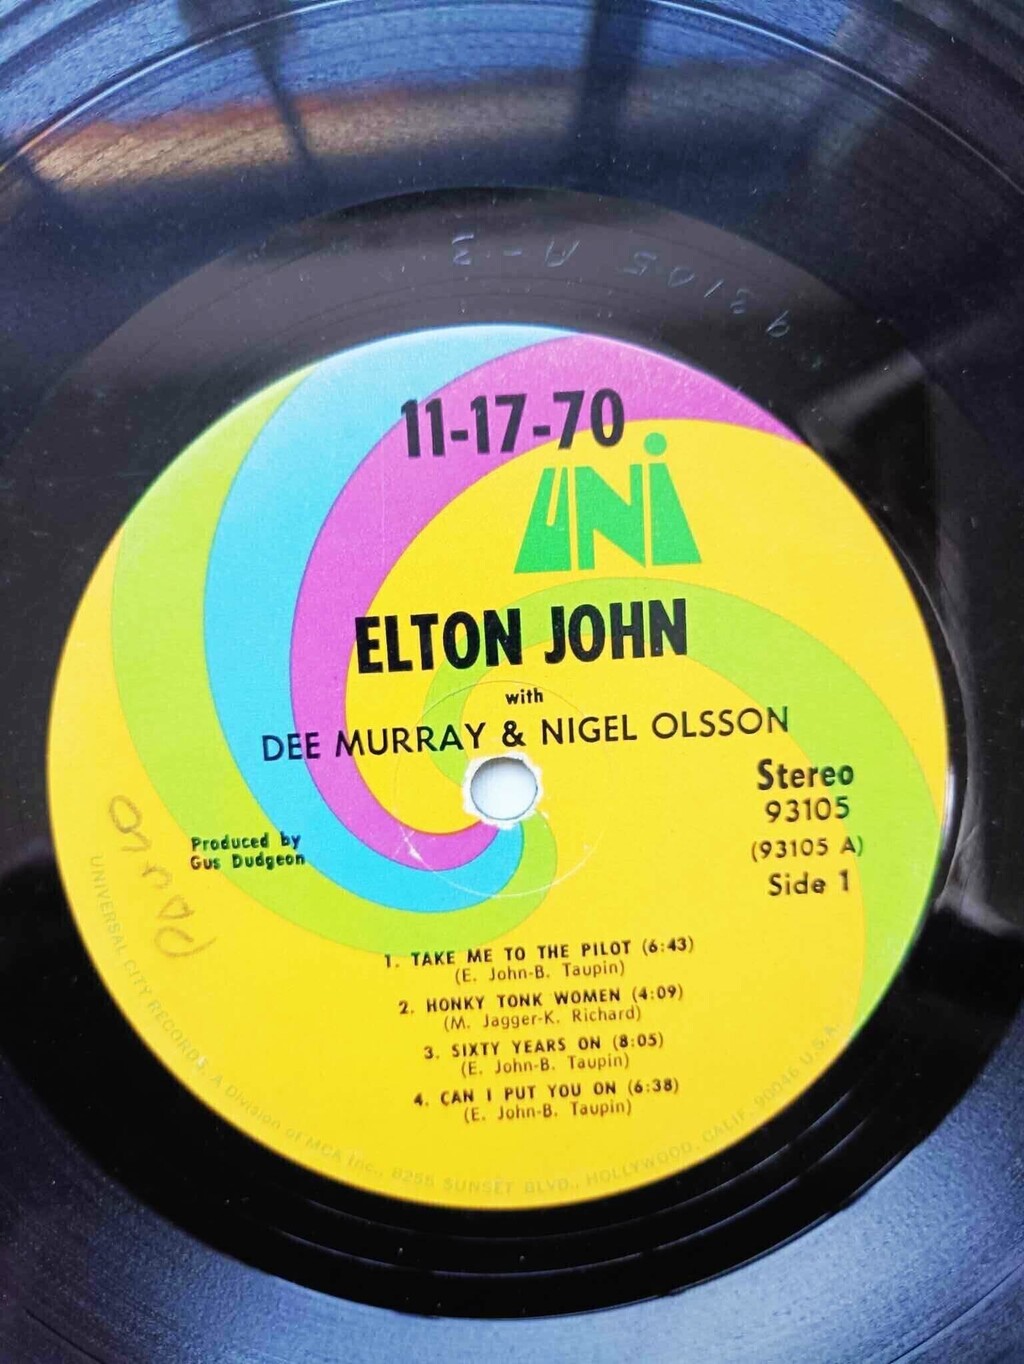 93105 A-3
11-17-70
UNi
ELTON JOHN
with
DEE MURRAY & NIGEL OLSSON
Stereo
93105
(93105 A)
Side 1
Produced by
Gus Dudgeon
1. TAKE ME TO THE PILOT (6:43)
(E. John-B. Taupin)
2. HONKY TONK WOMEN (4:09)
(M. Jagger-K. Richard)
3. SIXTY YEARS ON (8:05)
(E. John-B. Taupin)
4. CAN I PUT YOU ON (6:38)
(E. John-B. Taupin)
UNIVERSAL CITY RECORDS, A Division of MCA Inc., 8255 SUNSET BLVD., HOLLYWOOD, CALIF. 90046 U.S.A.